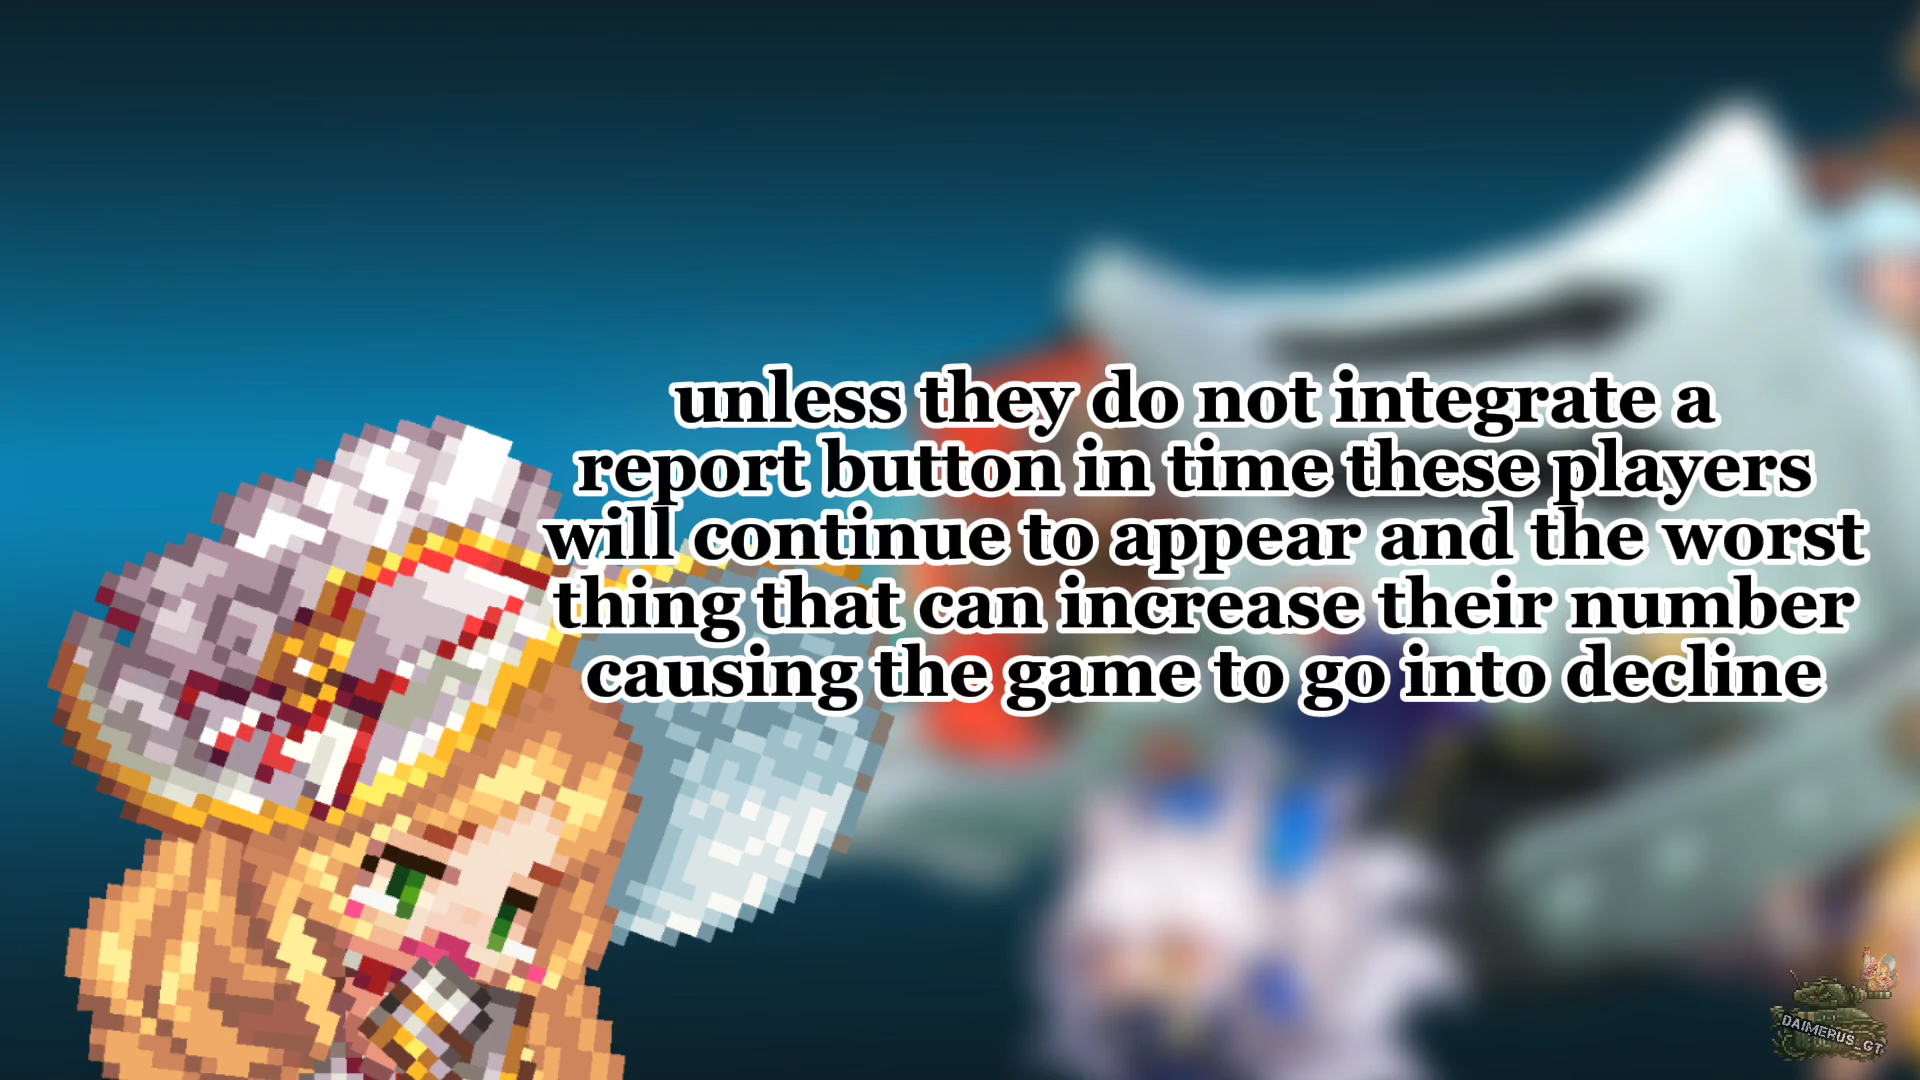 unless they do not integrate a
report button in time these players
will continue to appear and the worst
thing that can increase their number
causing the game to go into decline
DAIMERUS_GT